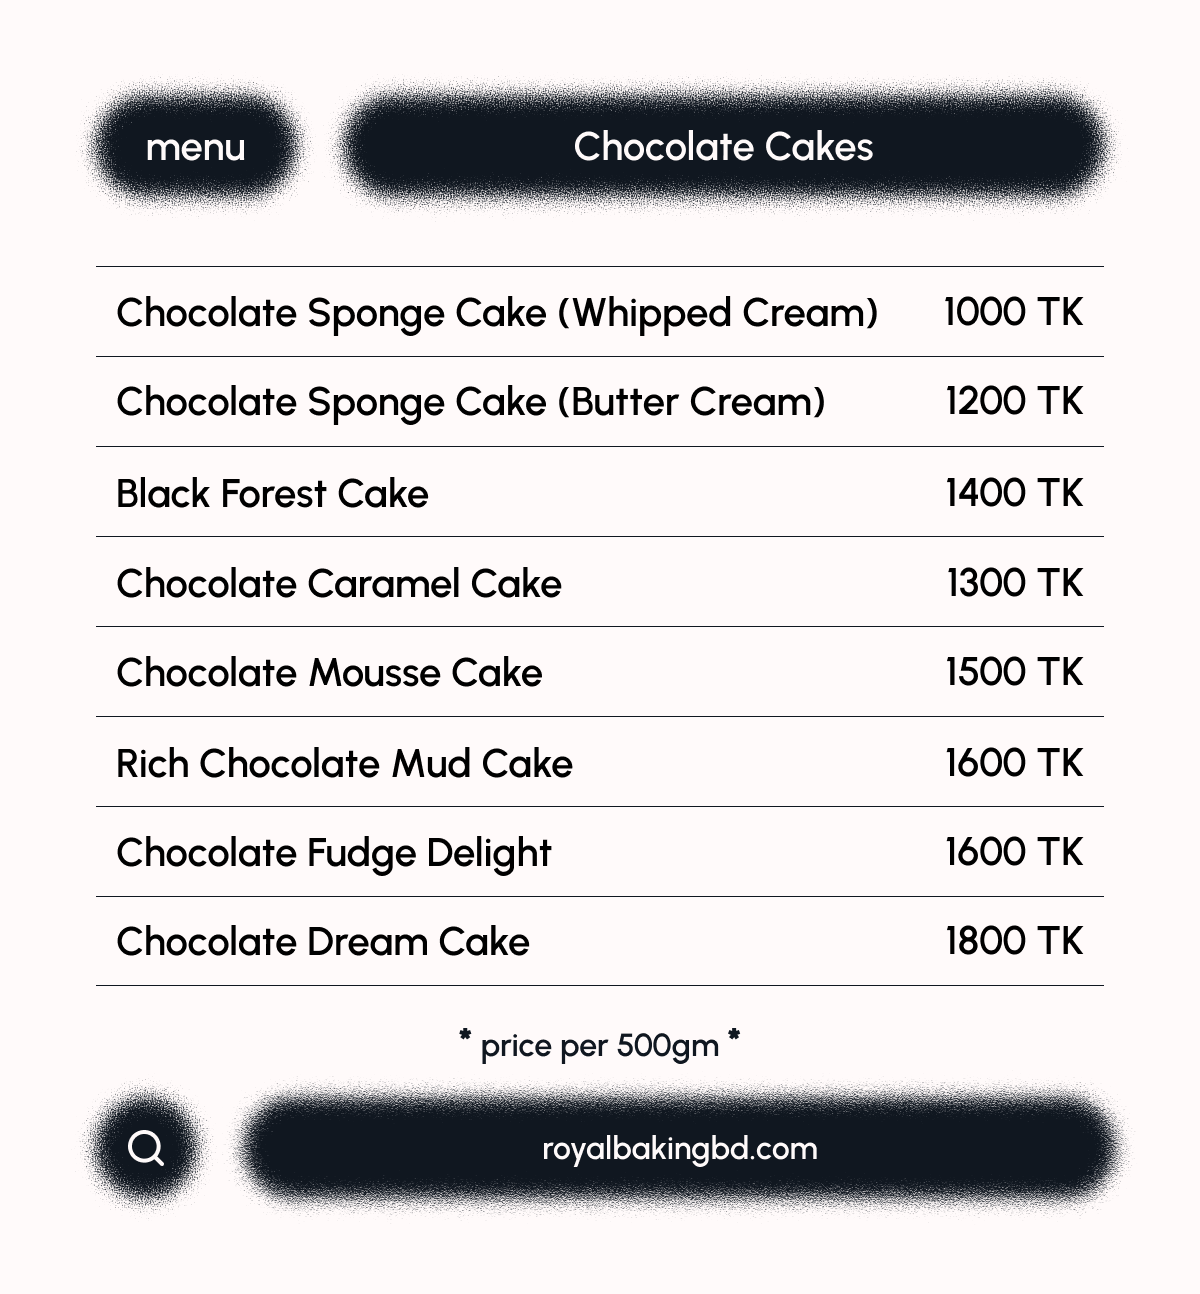 menu
Chocolate Cakes
Chocolate Sponge Cake (Whipped Cream) 1000 TK
Chocolate Sponge Cake (Butter Cream) 1200 TK
Black Forest Cake 1400 TK
Chocolate Caramel Cake 1300 TK
Chocolate Mousse Cake 1500 TK
Rich Chocolate Mud Cake 1600 TK
Chocolate Fudge Delight 1600 TK
Chocolate Dream Cake 1800 TK
* price per 500gm *
royalbakingbd.com